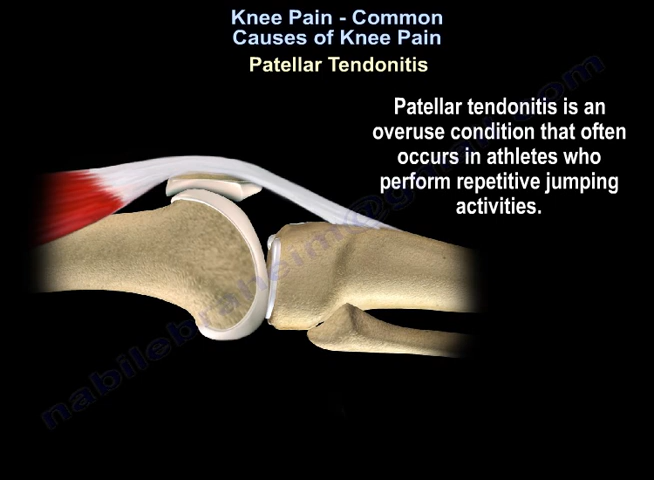 Knee Pain - Common
Causes of Knee Pain
Patellar Tendonitis
Patellar tendonitis is an
overuse condition that often
occurs in athletes who
perform repetitive jumping
activities.